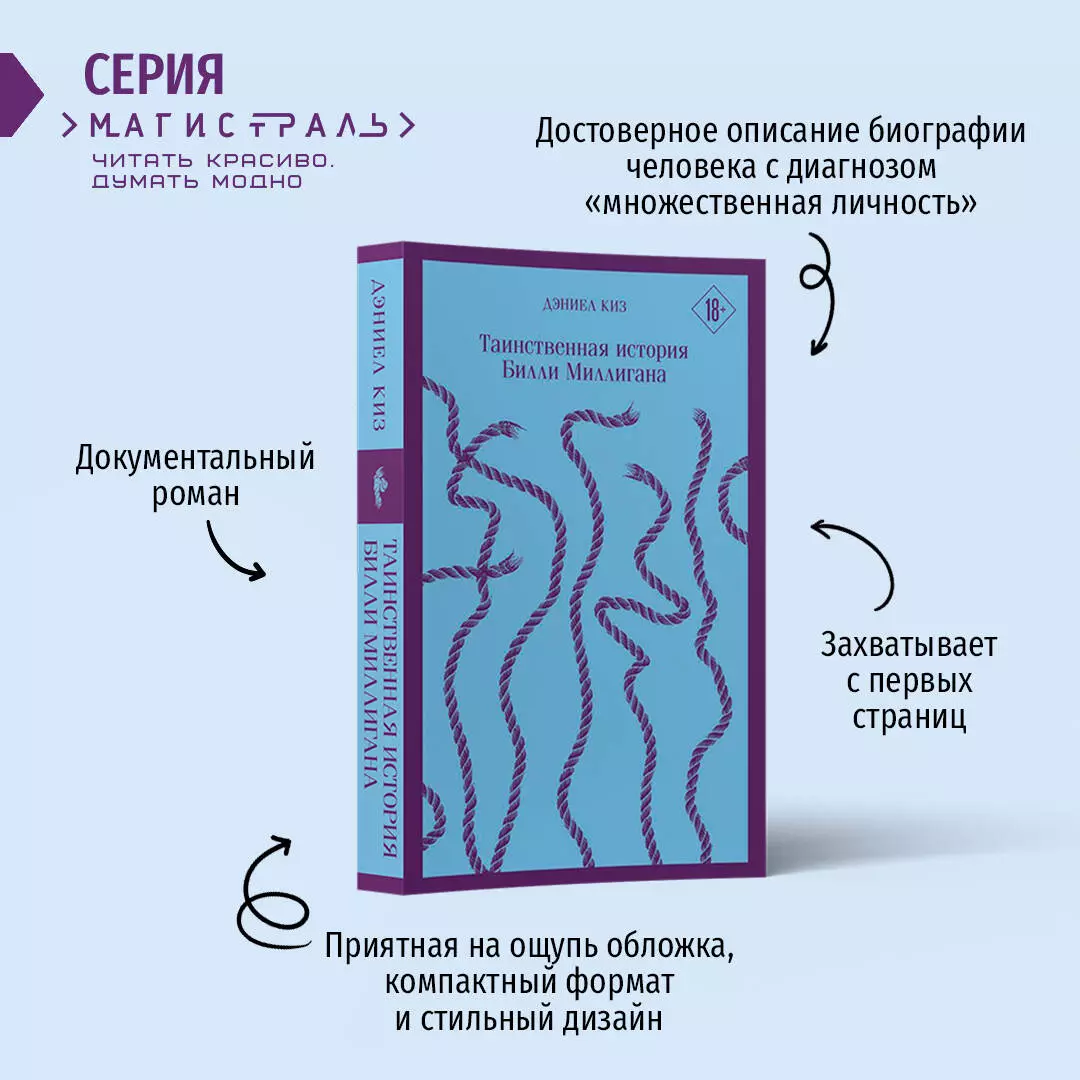 СЕРИЯ
>МАГИСТРАЛЬ>
ЧИТАТЬ КРАСИВО.
ДУМАТЬ МОДНО
Достоверное описание биографии
человека с диагнозом
«множественная личность»
ДЭНИЕЛ КИЗ
18+
Таинственная история
Билли Миллигана
ДЭНИЕЛ КИЗ
ТАИНСТВЕННАЯ ИСТОРИЯ
БИЛЛИ МИЛЛИГАНА
Документальный
роман
Захватывает
с первых
страниц
Приятная на ощупь обложка,
компактный формат
и стильный дизайн